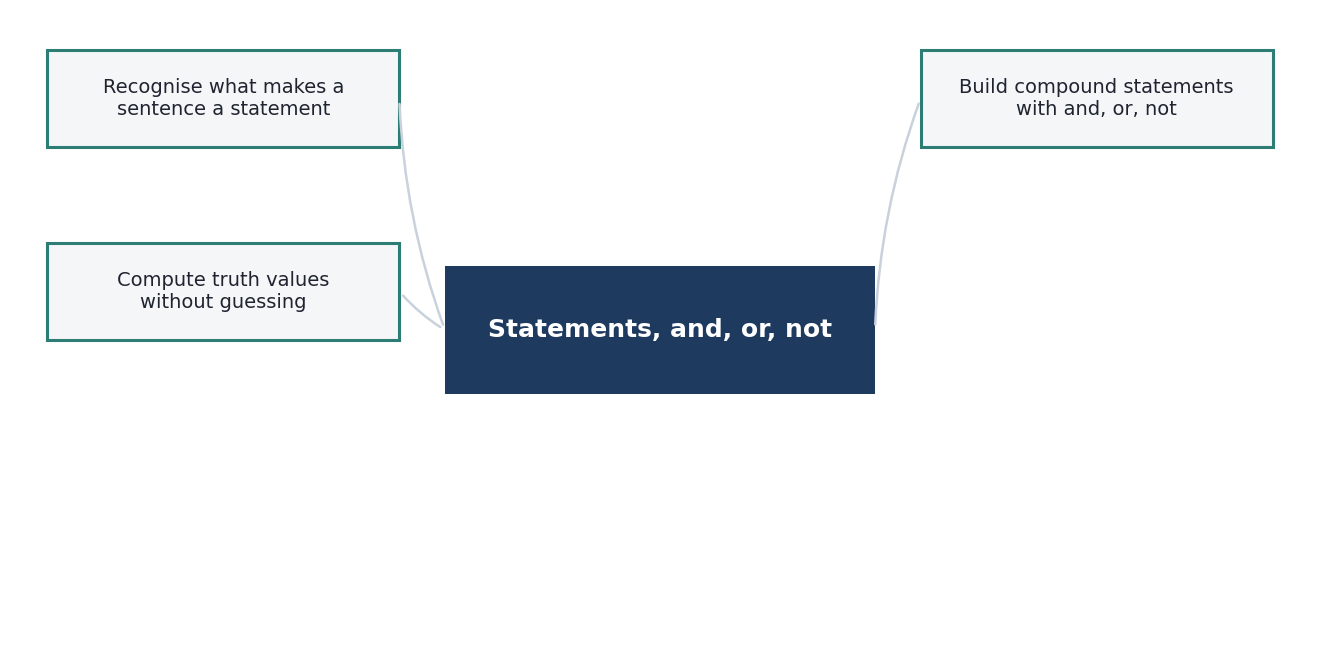 Recognise what makes a
sentence a statement
Build compound statements
with and, or, not
Compute truth values
without guessing
Statements, and, or, not